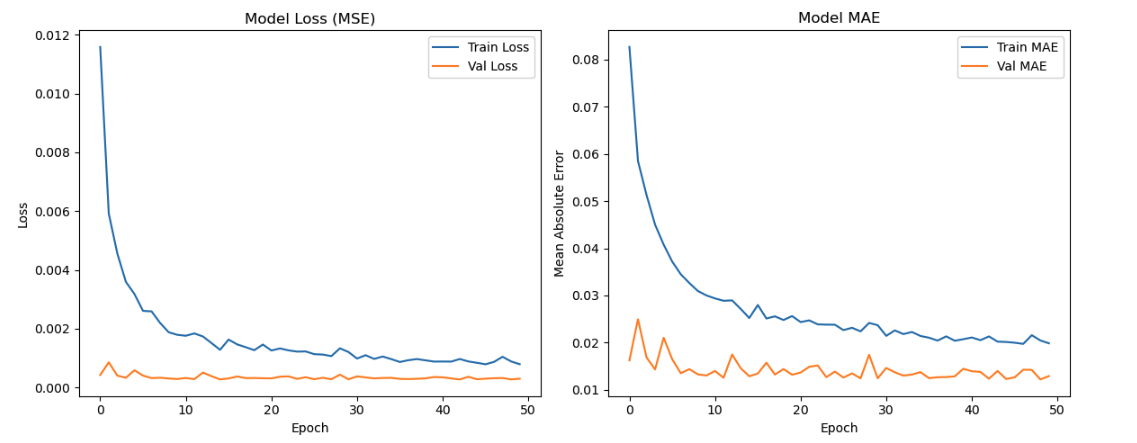 Model Loss (MSE)
Train Loss
Val Loss
0.012
0.010
0.008
0.006
0.004
0.002
0.000
Loss
0 10 20 30 40 50
Epoch
Model MAE
Train MAE
Val MAE
0.08
0.07
0.06
0.05
0.04
0.03
0.02
0.01
Mean Absolute Error
0 10 20 30 40 50
Epoch